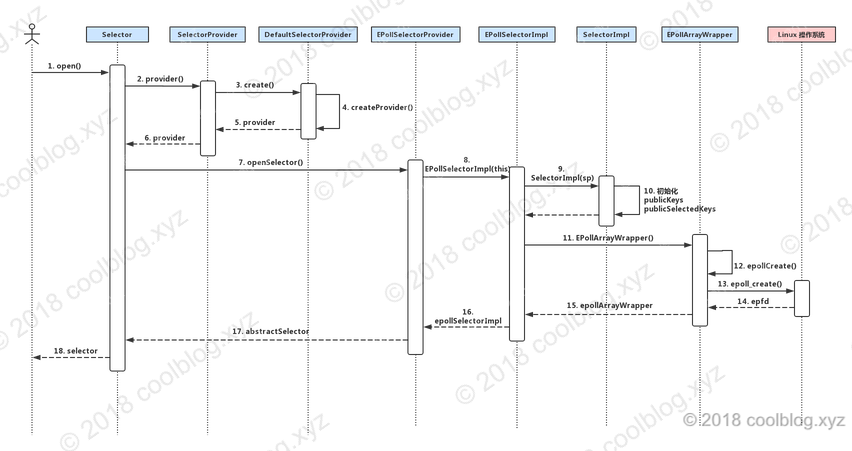 Selector
SelectorProvider
DefaultSelectorProvider
EPollSelectorProvider
EPollSelectorImpl
SelectorImpl
EPollArrayWrapper
Linux 操作系统
1. open()
2. provider()
3. create()
4. createProvider()
5. provider
6. provider
7. openSelector()
8.
EPollSelectorImpl(this)
9.
SelectorImpl(sp)
10. 初始化
publicKeys
publicSelectedKeys
11. EPollArrayWrapper()
12. epollCreate()
13. epoll_create()
14. epfd
15. epollArrayWrapper
16.
epollSelectorImpl
17. abstractSelector
18. selector
© 2018 coolblog.xyz